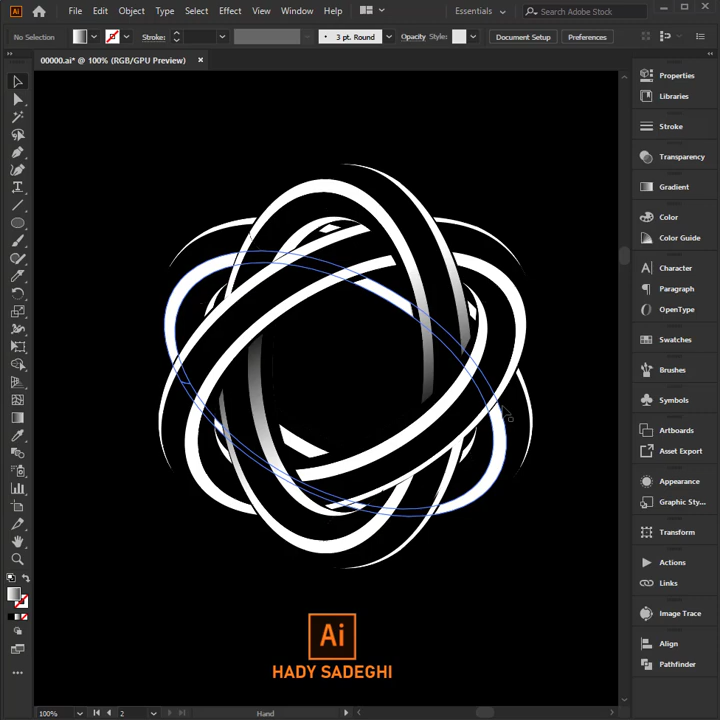 Ai File Edit Object Type Select Effect View Window Help Essentials Search Adobe Stock
No Selection Stroke: 3 pt. Round Opacity Style: Document Setup Preferences
00000.ai* @ 100% (RGB/GPU Preview) ×
Properties
Libraries
Stroke
Transparency
Gradient
Color
Color Guide
Character
Paragraph
OpenType
Swatches
Brushes
Symbols
Artboards
Asset Export
Appearance
Graphic Sty...
Transform
Actions
Links
Image Trace
Align
Pathfinder
Ai
HADY SADEGHI
100% 2 Hand